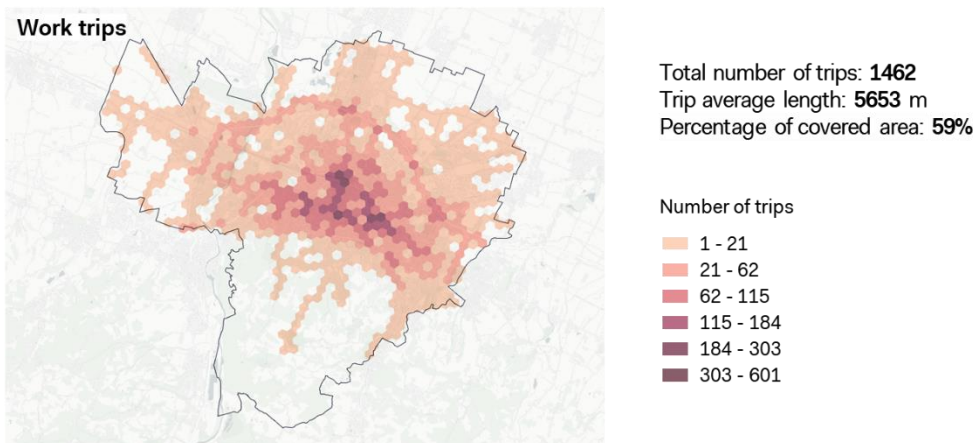 Work trips
Total number of trips: 1462
Trip average length: 5653 m
Percentage of covered area: 59%
Number of trips
1 - 21
21 - 62
62 - 115
115 - 184
184 - 303
303 - 601